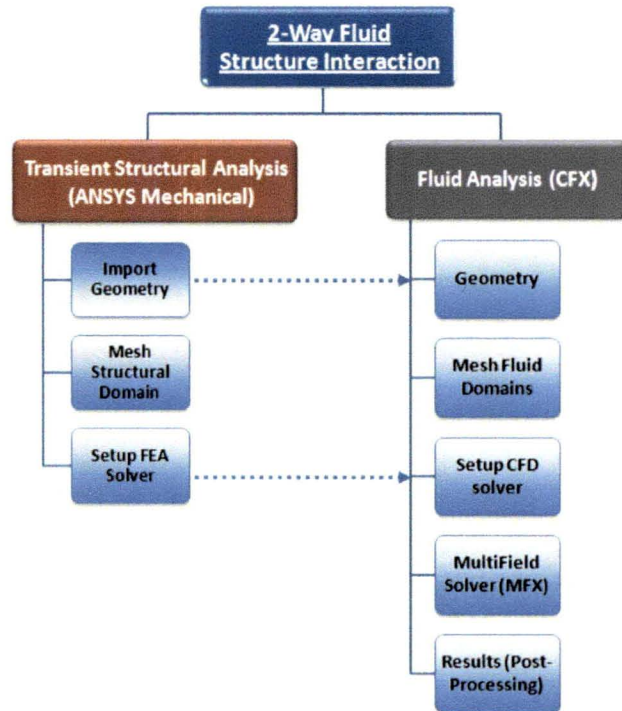 2-Way Fluid
Structure Interaction
Transient Structural Analysis
(ANSYS Mechanical)
Import
Geometry
Mesh
Structural
Domain
Setup FEA
Solver
Fluid Analysis (CFX)
Geometry
Mesh Fluid
Domains
Setup CFD
solver
MultiField
Solver (MFX)
Results (Post-
Processing)